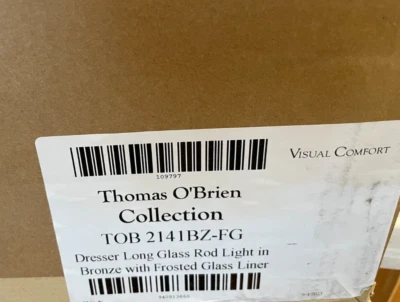 109797
VISUAL COMFORT
Thomas O'Brien
Collection
TOB 2141BZ-FG
Dresser Long Glass Rod Light in
Bronze with Frosted Glass Liner